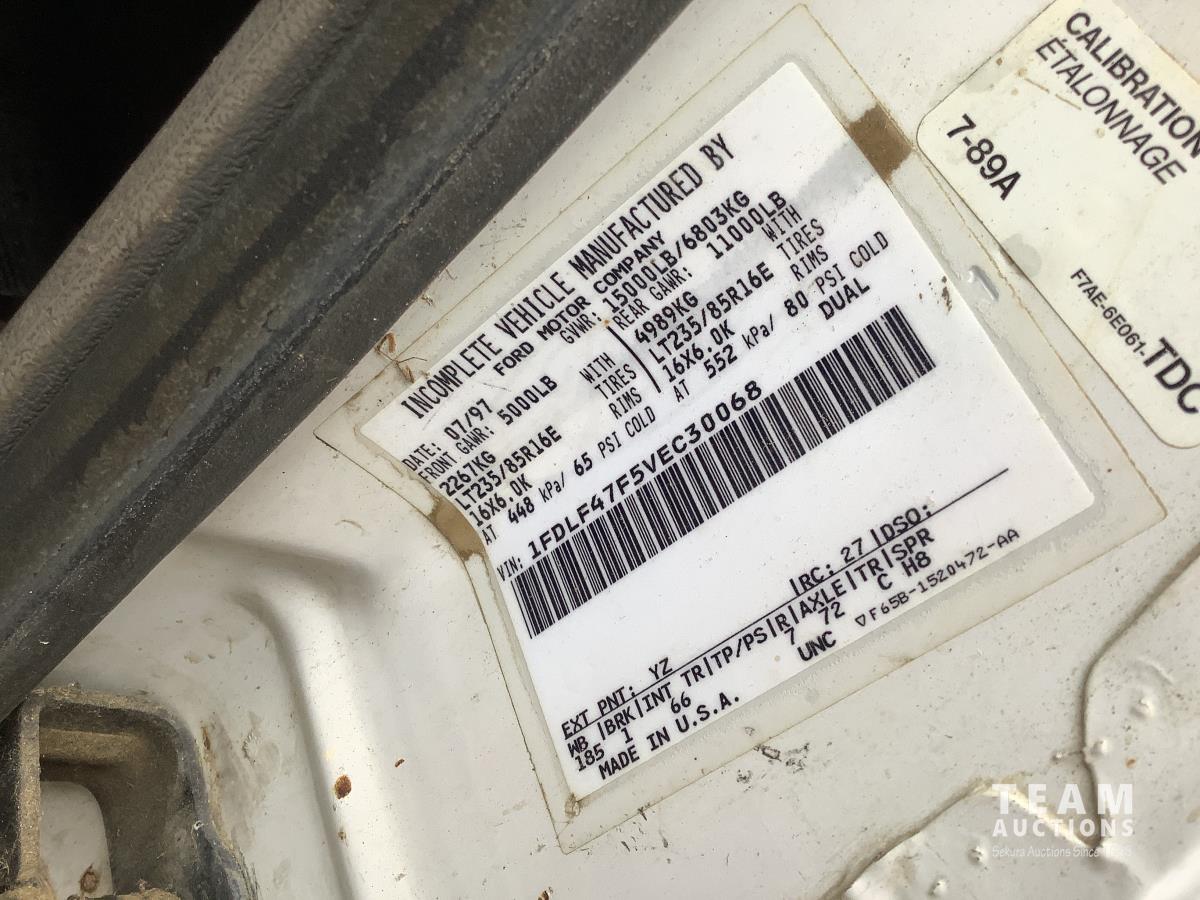 INCOMPLETE VEHICLE MANUFACTURED BY
FORD MOTOR COMPANY
DATE: 07/97 GVWR: 15000LB/6803KG
FRONT GAWR: 5000LB REAR GAWR: 11000LB
2267KG WITH 4989KG WITH
LT235/85R16E TIRES LT235/85R16E TIRES
16X6.0K RIMS 16X6.0K RIMS
AT 448 kPa/ 65 PSI COLD AT 552 kPa/ 80 PSI COLD
DUAL
VIN: 1FDLF47F5VEC30068
EXT PNT: YZ RC: 27 DSO:
WB BRK INT TR TP/PS R AXLE TR SPR
185 1 66 7 72 C H8
MADE IN U.S.A. UNC
▽F65B-1520472-AA
CALIBRATION
ÉTALONNAGE
7-89A
F7AE-6E061-TDC
TEAM
AUCTIONS